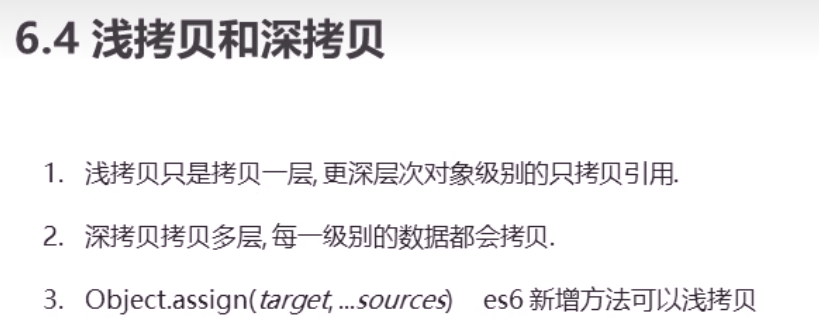 6.4 浅拷贝和深拷贝
1. 浅拷贝只是拷贝一层, 更深层次对象级别的只拷贝引用.
2. 深拷贝拷贝多层, 每一级别的数据都会拷贝.
3. Object.assign(target, ...sources) es6 新增方法可以浅拷贝